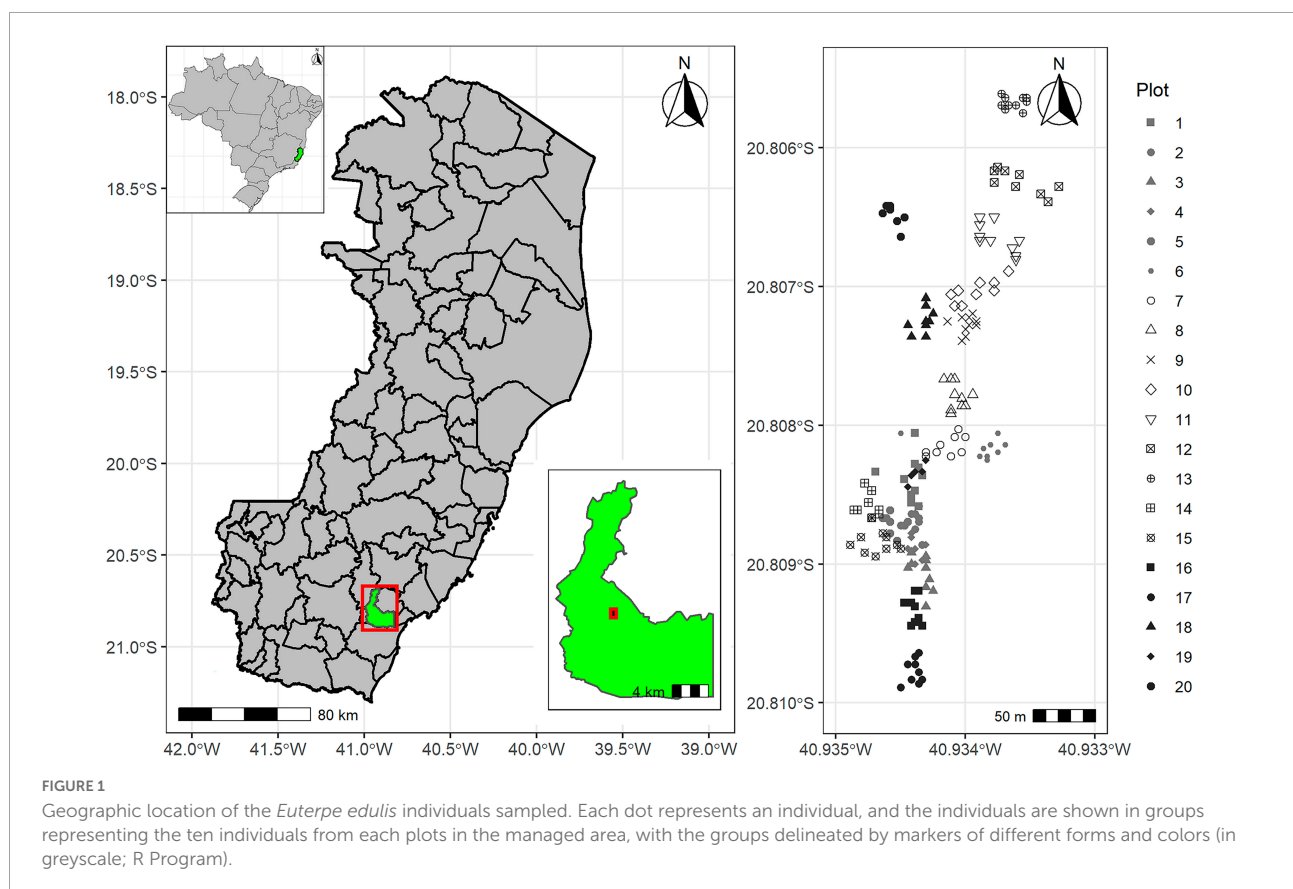 N
18.0°S
18.5°S
19.0°S
19.5°S
20.0°S
20.5°S
21.0°S
42.0°W
41.5°W
41.0°W
40.5°W
40.0°W
39.5°W
39.0°W
80 km
N
4 km
N
20.806°S
20.807°S
20.808°S
20.809°S
20.810°S
40.935°W
40.934°W
40.933°W
50 m
Plot
1
2
3
4
5
6
7
8
9
10
11
12
13
14
15
16
17
18
19
20
FIGURE 1
Geographic location of the Euterpe edulis individuals sampled. Each dot represents an individual, and the individuals are shown in groups
representing the ten individuals from each plots in the managed area, with the groups delineated by markers of different forms and colors (in
greyscale; R Program).